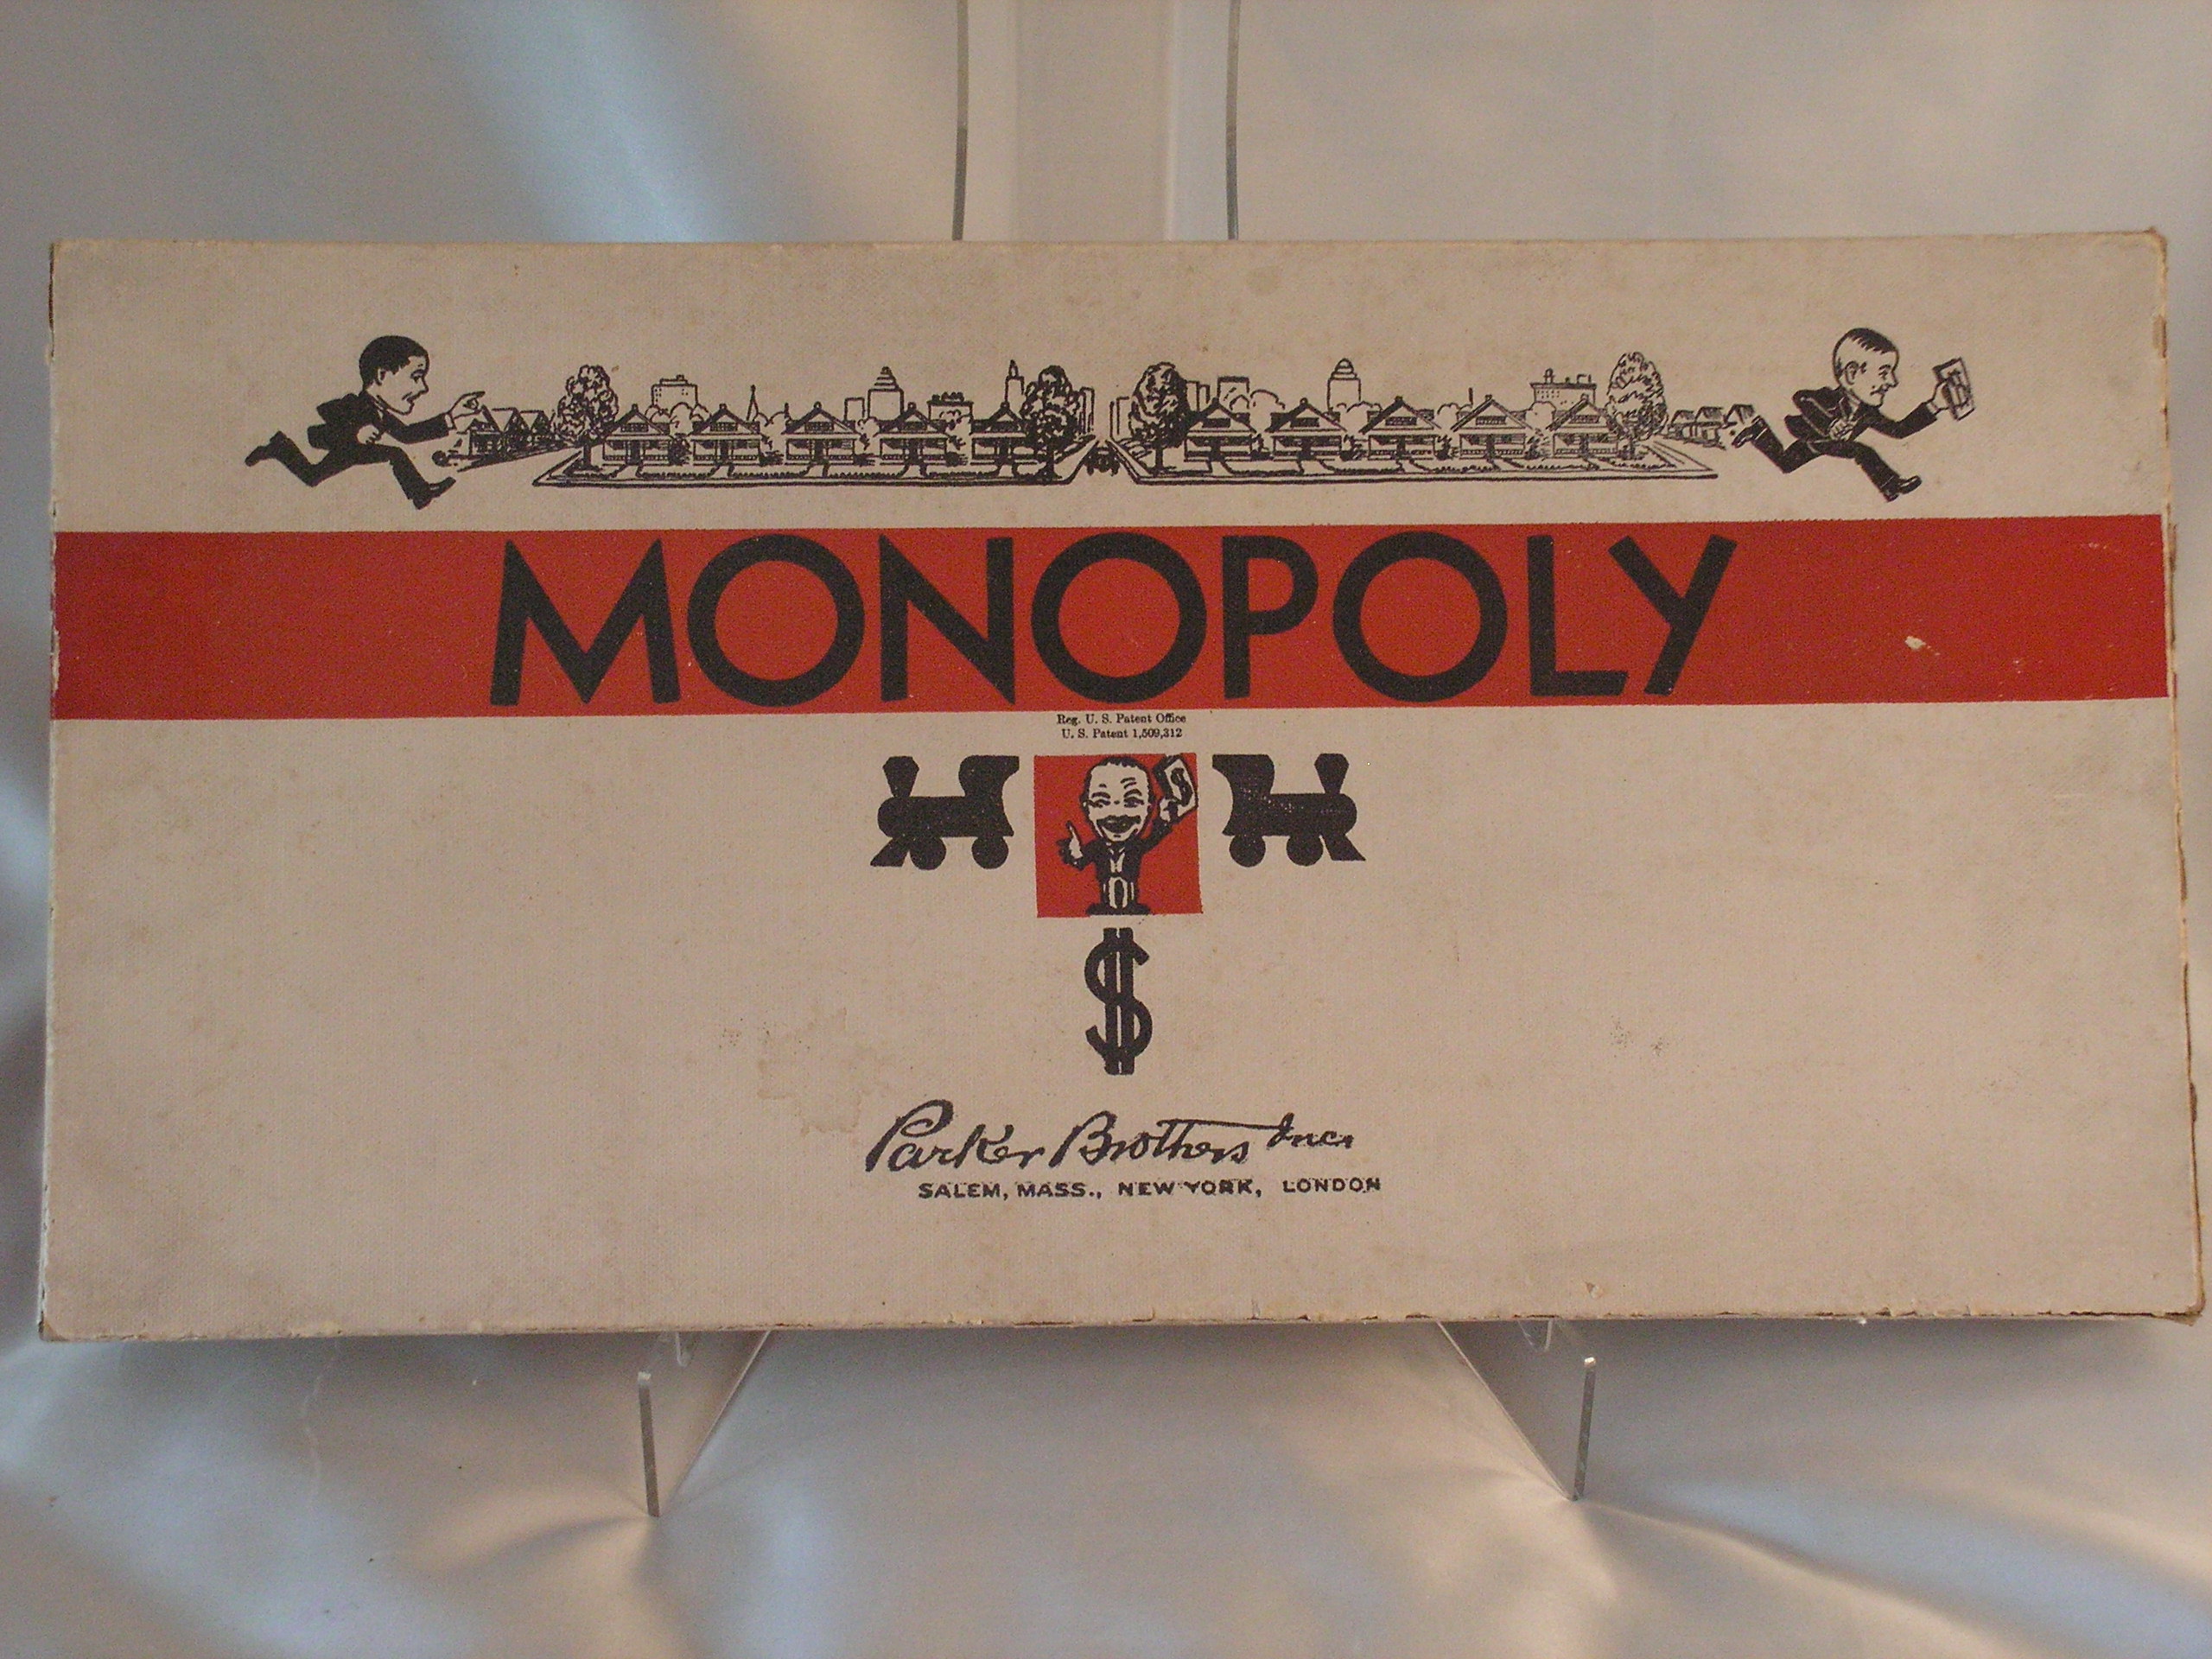 MONOPOLY
Reg. U. S. Patent Office
U. S. Patent 1,509,312
$
Parker Brothers Inc.
SALEM, MASS., NEW YORK, LONDON